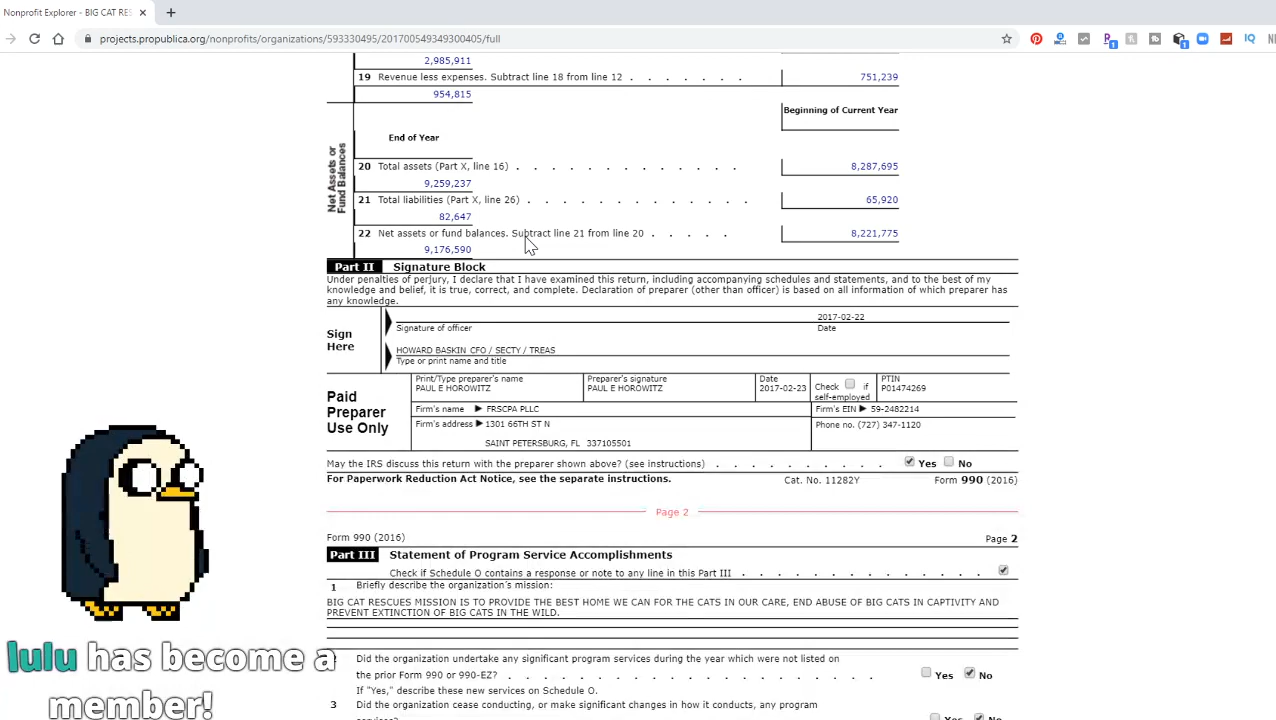 Nonprofit Explorer - BIG CAT RES
projects.propublica.org/nonprofits/organizations/593330495/201700549349300405/full
2,985,911
19 Revenue less expenses. Subtract line 18 from line 12 . . . . . . . 751,239
954,815
Beginning of Current Year
End of Year
Net Assets or Fund Balances
20 Total assets (Part X, line 16) . . . . . . . . . . . . 8,287,695
9,259,237
21 Total liabilities (Part X, line 26) . . . . . . . . . . . . 65,920
82,647
22 Net assets or fund balances. Subtract line 21 from line 20 . . . . . 8,221,775
9,176,590
Part II Signature Block
Under penalties of perjury, I declare that I have examined this return, including accompanying schedules and statements, and to the best of my
knowledge and belief, it is true, correct, and complete. Declaration of preparer (other than officer) is based on all information of which preparer has
any knowledge.
Sign Here
2017-02-22
Signature of officer Date
HOWARD BASKIN CFO / SECTY / TREAS
Type or print name and title
Paid Preparer Use Only
Print/Type preparer's name
PAUL E HOROWITZ
Preparer's signature
PAUL E HOROWITZ
Date
2017-02-23
Check if
self-employed
PTIN
P01474269
Firm's name FRSCPA PLLC
Firm's EIN 59-2482214
Firm's address 1301 66TH ST N
SAINT PETERSBURG, FL 337105501
Phone no. (727) 347-1120
May the IRS discuss this return with the preparer shown above? (see instructions) . . . . . . . . . . Yes No
For Paperwork Reduction Act Notice, see the separate instructions. Cat. No. 11282Y Form 990 (2016)
Page 2
Form 990 (2016) Page 2
Part III Statement of Program Service Accomplishments
Check if Schedule O contains a response or note to any line in this Part III . . . . . . . . . . . . . .
1 Briefly describe the organization's mission:
BIG CAT RESCUES MISSION IS TO PROVIDE THE BEST HOME WE CAN FOR THE CATS IN OUR CARE, END ABUSE OF BIG CATS IN CAPTIVITY AND
PREVENT EXTINCTION OF BIG CATS IN THE WILD.
Did the organization undertake any significant program services during the year which were not listed on
the prior Form 990 or 990-EZ? . . . . . . . . . . . . . . . . . . . . . Yes No
If "Yes," describe these new services on Schedule O.
3 Did the organization cease conducting, or make significant changes in how it conducts, any program
services? . . . . . . . . . . . . . . . . . . . . . Yes No
lulu has become a
member!